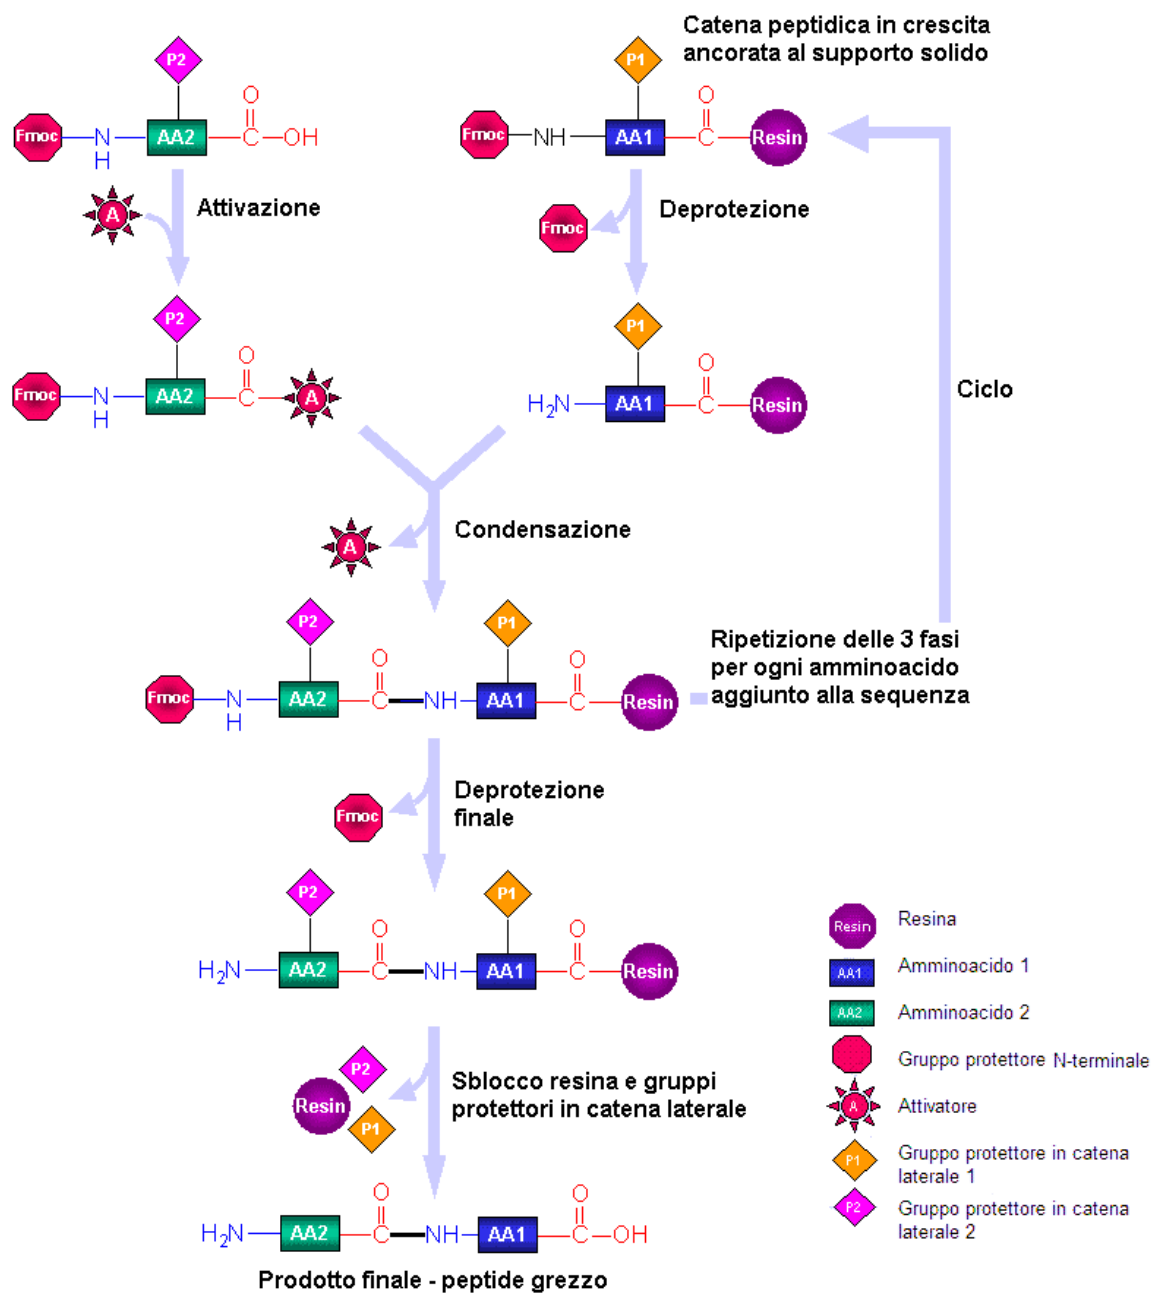 Catena peptidica in crescita
ancorata al supporto solido
P2
P1
O
O
Fmoc
N
H
AA2
C
OH
Fmoc
NH
AA1
C
Resin
A
Attivazione
Fmoc
Deprotezione
P2
P1
O
O
Fmoc
N
H
AA2
C
A
H2N
AA1
C
Resin
Ciclo
A
Condensazione
P2
P1
O
O
Fmoc
N
H
AA2
C
NH
AA1
C
Resin
Ripetizione delle 3 fasi
per ogni amminoacido
aggiunto alla sequenza
Fmoc
Deprotezione
finale
P2
P1
O
O
H2N
AA2
C
NH
AA1
C
Resin
P2
Resin
P1
Sblocco resina e gruppi
protettori in catena laterale
O
O
H2N
AA2
C
NH
AA1
C
OH
Prodotto finale - peptide grezzo
Resin
Resina
AA1
Amminoacido 1
AA2
Amminoacido 2
Gruppo protettore N-terminale
A
Attivatore
P1
Gruppo protettore in catena
laterale 1
P2
Gruppo protettore in catena
laterale 2